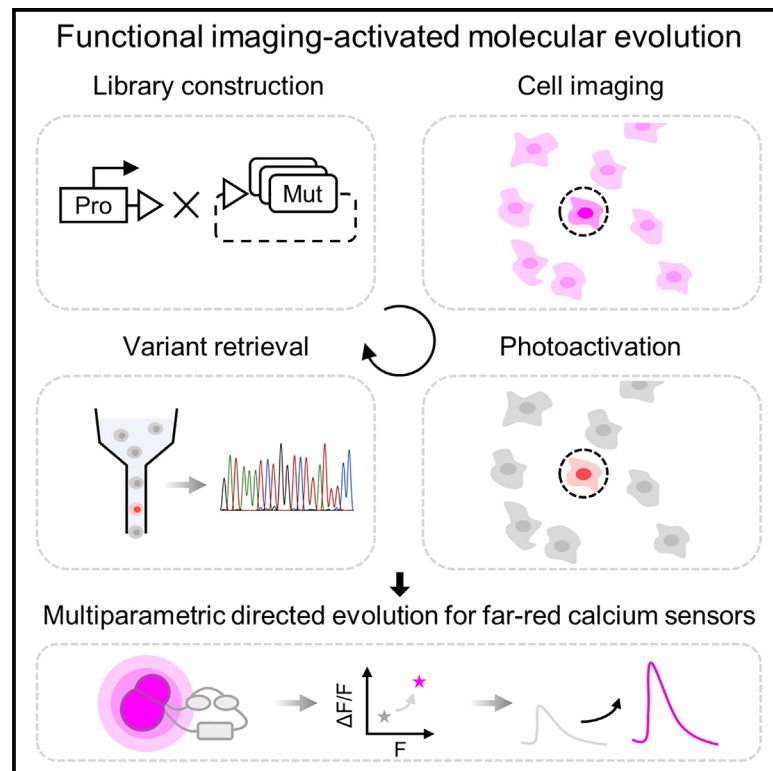 Functional imaging-activated molecular evolution
Library construction
Cell imaging
Pro
Mut
Variant retrieval
Photoactivation
Multiparametric directed evolution for far-red calcium sensors
ΔF/F
F